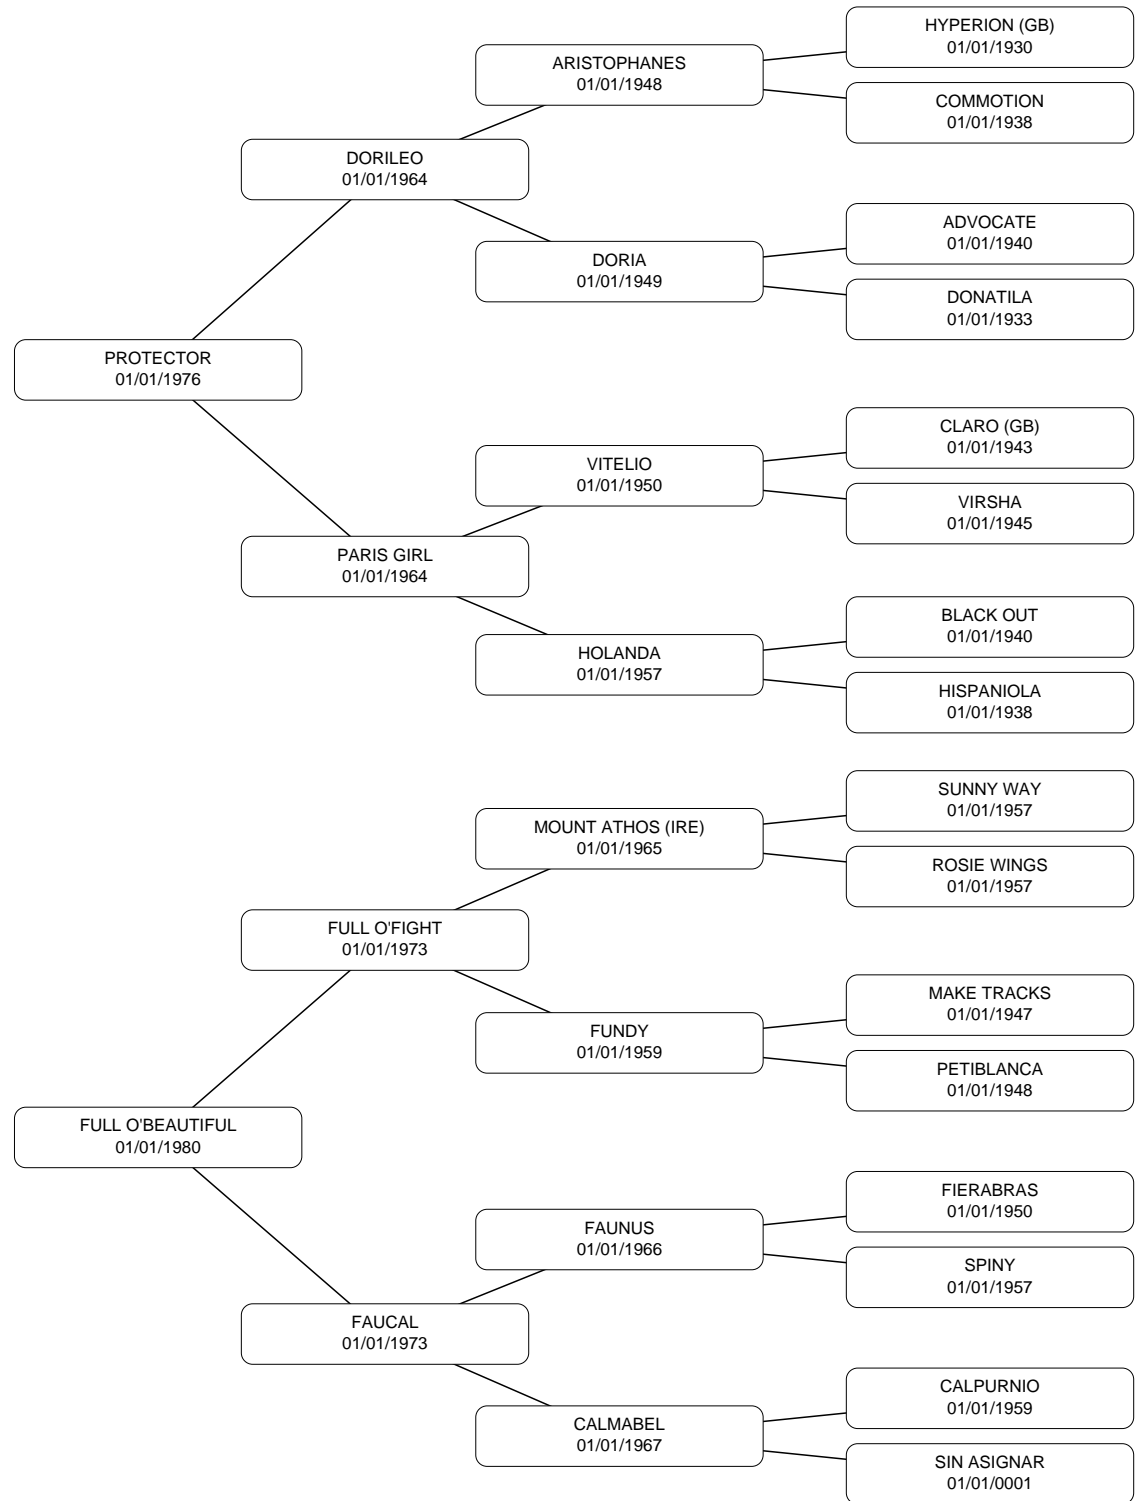 HYPERION (GB)
01/01/1930
ARISTOPHANES
01/01/1948
COMMOTION
01/01/1938
DORILEO
01/01/1964
ADVOCATE
01/01/1940
DORIA
01/01/1949
DONATILA
01/01/1933
PROTECTOR
01/01/1976
CLARO (GB)
01/01/1943
VITELIO
01/01/1950
VIRSHA
01/01/1945
PARIS GIRL
01/01/1964
BLACK OUT
01/01/1940
HOLANDA
01/01/1957
HISPANIOLA
01/01/1938
SUNNY WAY
01/01/1957
MOUNT ATHOS (IRE)
01/01/1965
ROSIE WINGS
01/01/1957
FULL O'FIGHT
01/01/1973
MAKE TRACKS
01/01/1947
FUNDY
01/01/1959
PETIBLANCA
01/01/1948
FULL O'BEAUTIFUL
01/01/1980
FIERABRAS
01/01/1950
FAUNUS
01/01/1966
SPINY
01/01/1957
FAUCAL
01/01/1973
CALPURNIO
01/01/1959
CALMABEL
01/01/1967
SIN ASIGNAR
01/01/0001